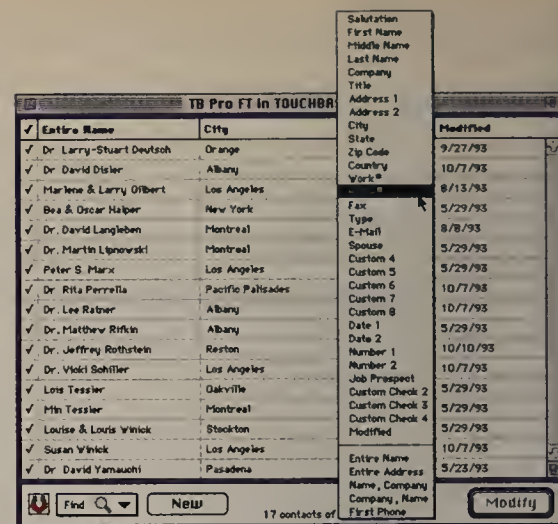 Salutation
First Name
Middle Name
Last Name
Company
Title
Address 1
Address 2
City
State
Zip Code
Country
Work #
Fax
Type
E-Mail
Spouse
Custom 4
Custom 5
Custom 6
Custom 7
Custom 8
Date 1
Date 2
Number 1
Number 2
Job Prospect
Custom Check 2
Custom Check 3
Custom Check 4
Modified
Entire Name
Entire Address
Name, Company
Company, Name
First Phone
TB Pro FT in TOUCHBA
✓ Entire Name City Modified
✓ Dr. Larry-Stuart Deutsch Orange 9/27/93
✓ Dr. David Disler Albany 10/7/93
✓ Marlene & Larry Gilbert Los Angeles 8/13/93
✓ Bea & Oscar Halper New York 5/29/93
✓ Dr. David Langleben Montreal 8/8/93
✓ Dr. Martin Lipnowski Montreal 5/29/93
✓ Peter S. Marx Los Angeles 5/29/93
✓ Dr. Rita Perrella Pacific Palisades 10/7/93
✓ Dr. Lee Ratner Albany 10/7/93
✓ Dr. Matthew Rifkin Albany 5/29/93
✓ Dr. Jeffrey Rothstein Reston 10/10/93
✓ Dr. Vicki Schiller Los Angeles 10/7/93
✓ Lois Tessier Oakville 5/29/93
✓ Min Tessier Montreal 5/29/93
✓ Louise & Louis Winick Stockton 5/29/93
✓ Susan Winick Los Angeles 10/7/93
✓ Dr. David Yamauchi Pasadena 5/23/93
Find New 17 contacts of Modify